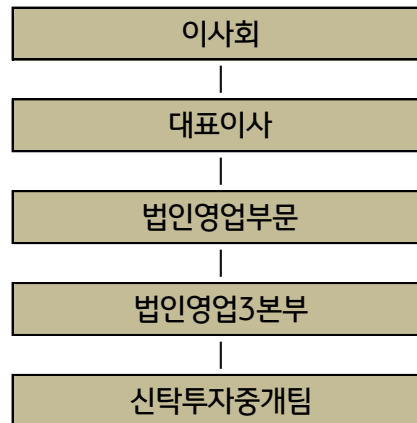 이사회
대표이사
법인영업부문
법인영업3본부
신탁투자중개팀